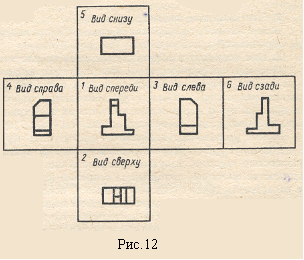 5 Вид снизу
4 Вид справа
1 Вид спереди
3 Вид слева
6 Вид сзади
2 Вид сверху
Рис.12